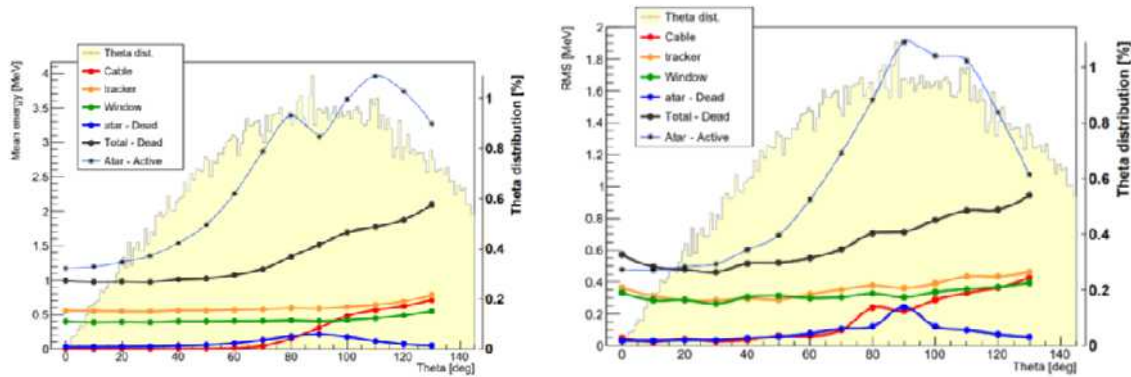 Mean energy [MeV]
4
3.5
3
2.5
2
1.5
1
0.5
0
Theta dist.
Cable
tracker
Window
atar - Dead
Total - Dead
Atar - Active
0 20 40 60 80 100 120 140
Theta [deg]
1
0.8
0.6
0.4
0.2
0
Theta distribution [%]
RMS [MeV]
2
1.8
1.6
1.4
1.2
1
0.8
0.6
0.4
0.2
0
Theta dist.
Cable
tracker
Window
atar - Dead
Total - Dead
Atar - Active
0 20 40 60 80 100 120 140
Theta [deg]
1
0.8
0.6
0.4
0.2
0
Theta distribution [%]